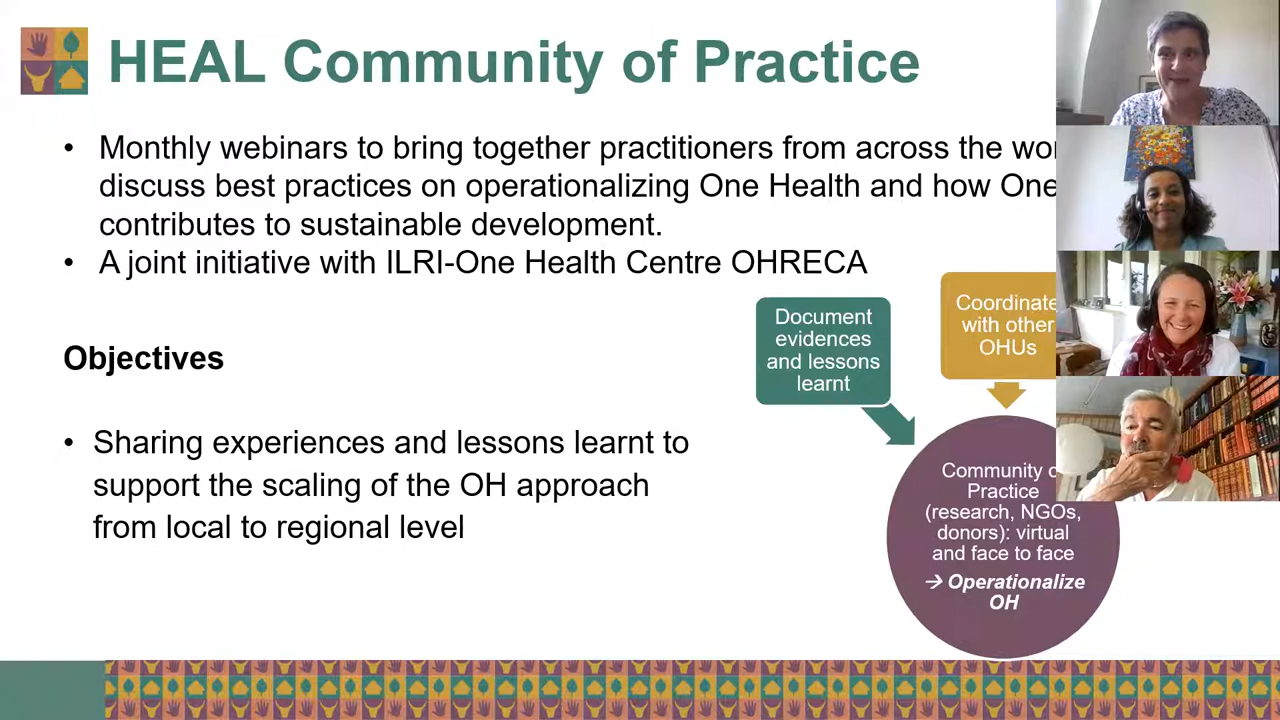 HEAL Community of Practice
• Monthly webinars to bring together practitioners from across the
discuss best practices on operationalizing One Health and how One
contributes to sustainable development.
• A joint initiative with ILRI-One Health Centre OHRECA
Document
evidences
and lessons
learnt
Coordinate
with other
OHUs
Objectives
• Sharing experiences and lessons learnt to
support the scaling of the OH approach
from local to regional level
Community
Practice
(research, NGOs,
donors): virtual
and face to face
→ Operationalize
OH